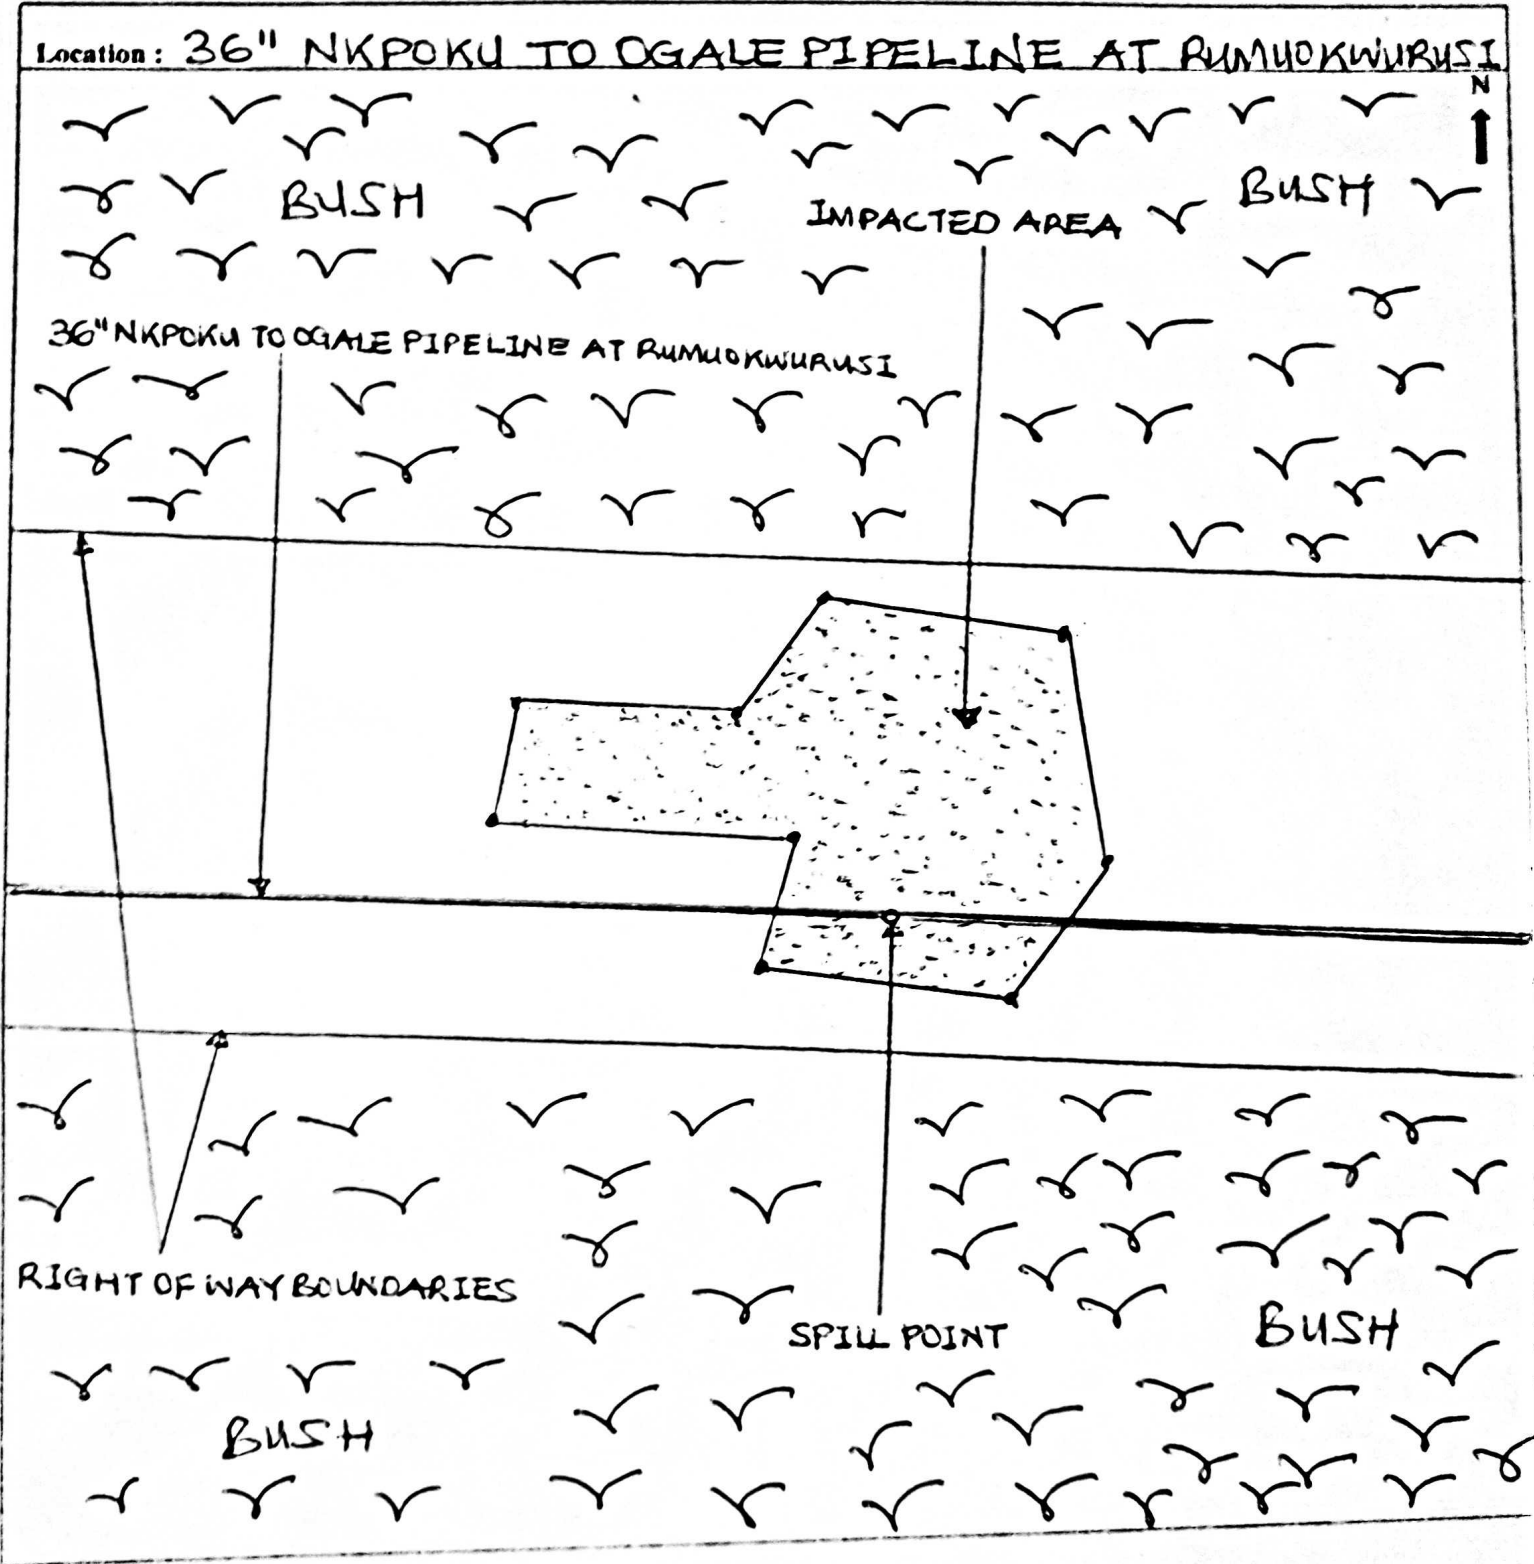 Location : 36" NKPOKU TO OGALE PIPELINE AT RUMUOKWURUSI
N
BUSH
BUSH
IMPACTED AREA
36" NKPOKU TO OGALE PIPELINE AT RUMUOKWURUSI
RIGHT OF WAY BOUNDARIES
SPILL POINT
BUSH
BUSH